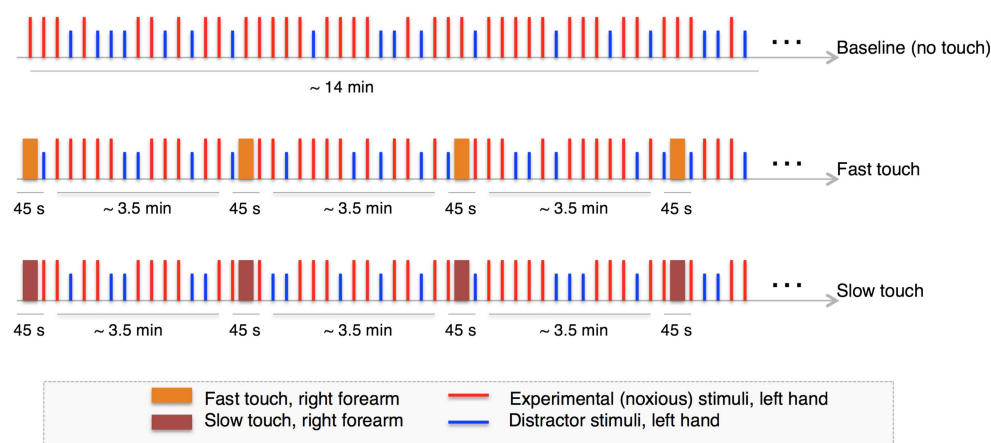 Baseline (no touch)
~ 14 min
Fast touch
45 s ~ 3.5 min 45 s ~ 3.5 min 45 s ~ 3.5 min 45 s
Slow touch
45 s ~ 3.5 min 45 s ~ 3.5 min 45 s ~ 3.5 min 45 s
Fast touch, right forearm Experimental (noxious) stimuli, left hand
Slow touch, right forearm Distractor stimuli, left hand